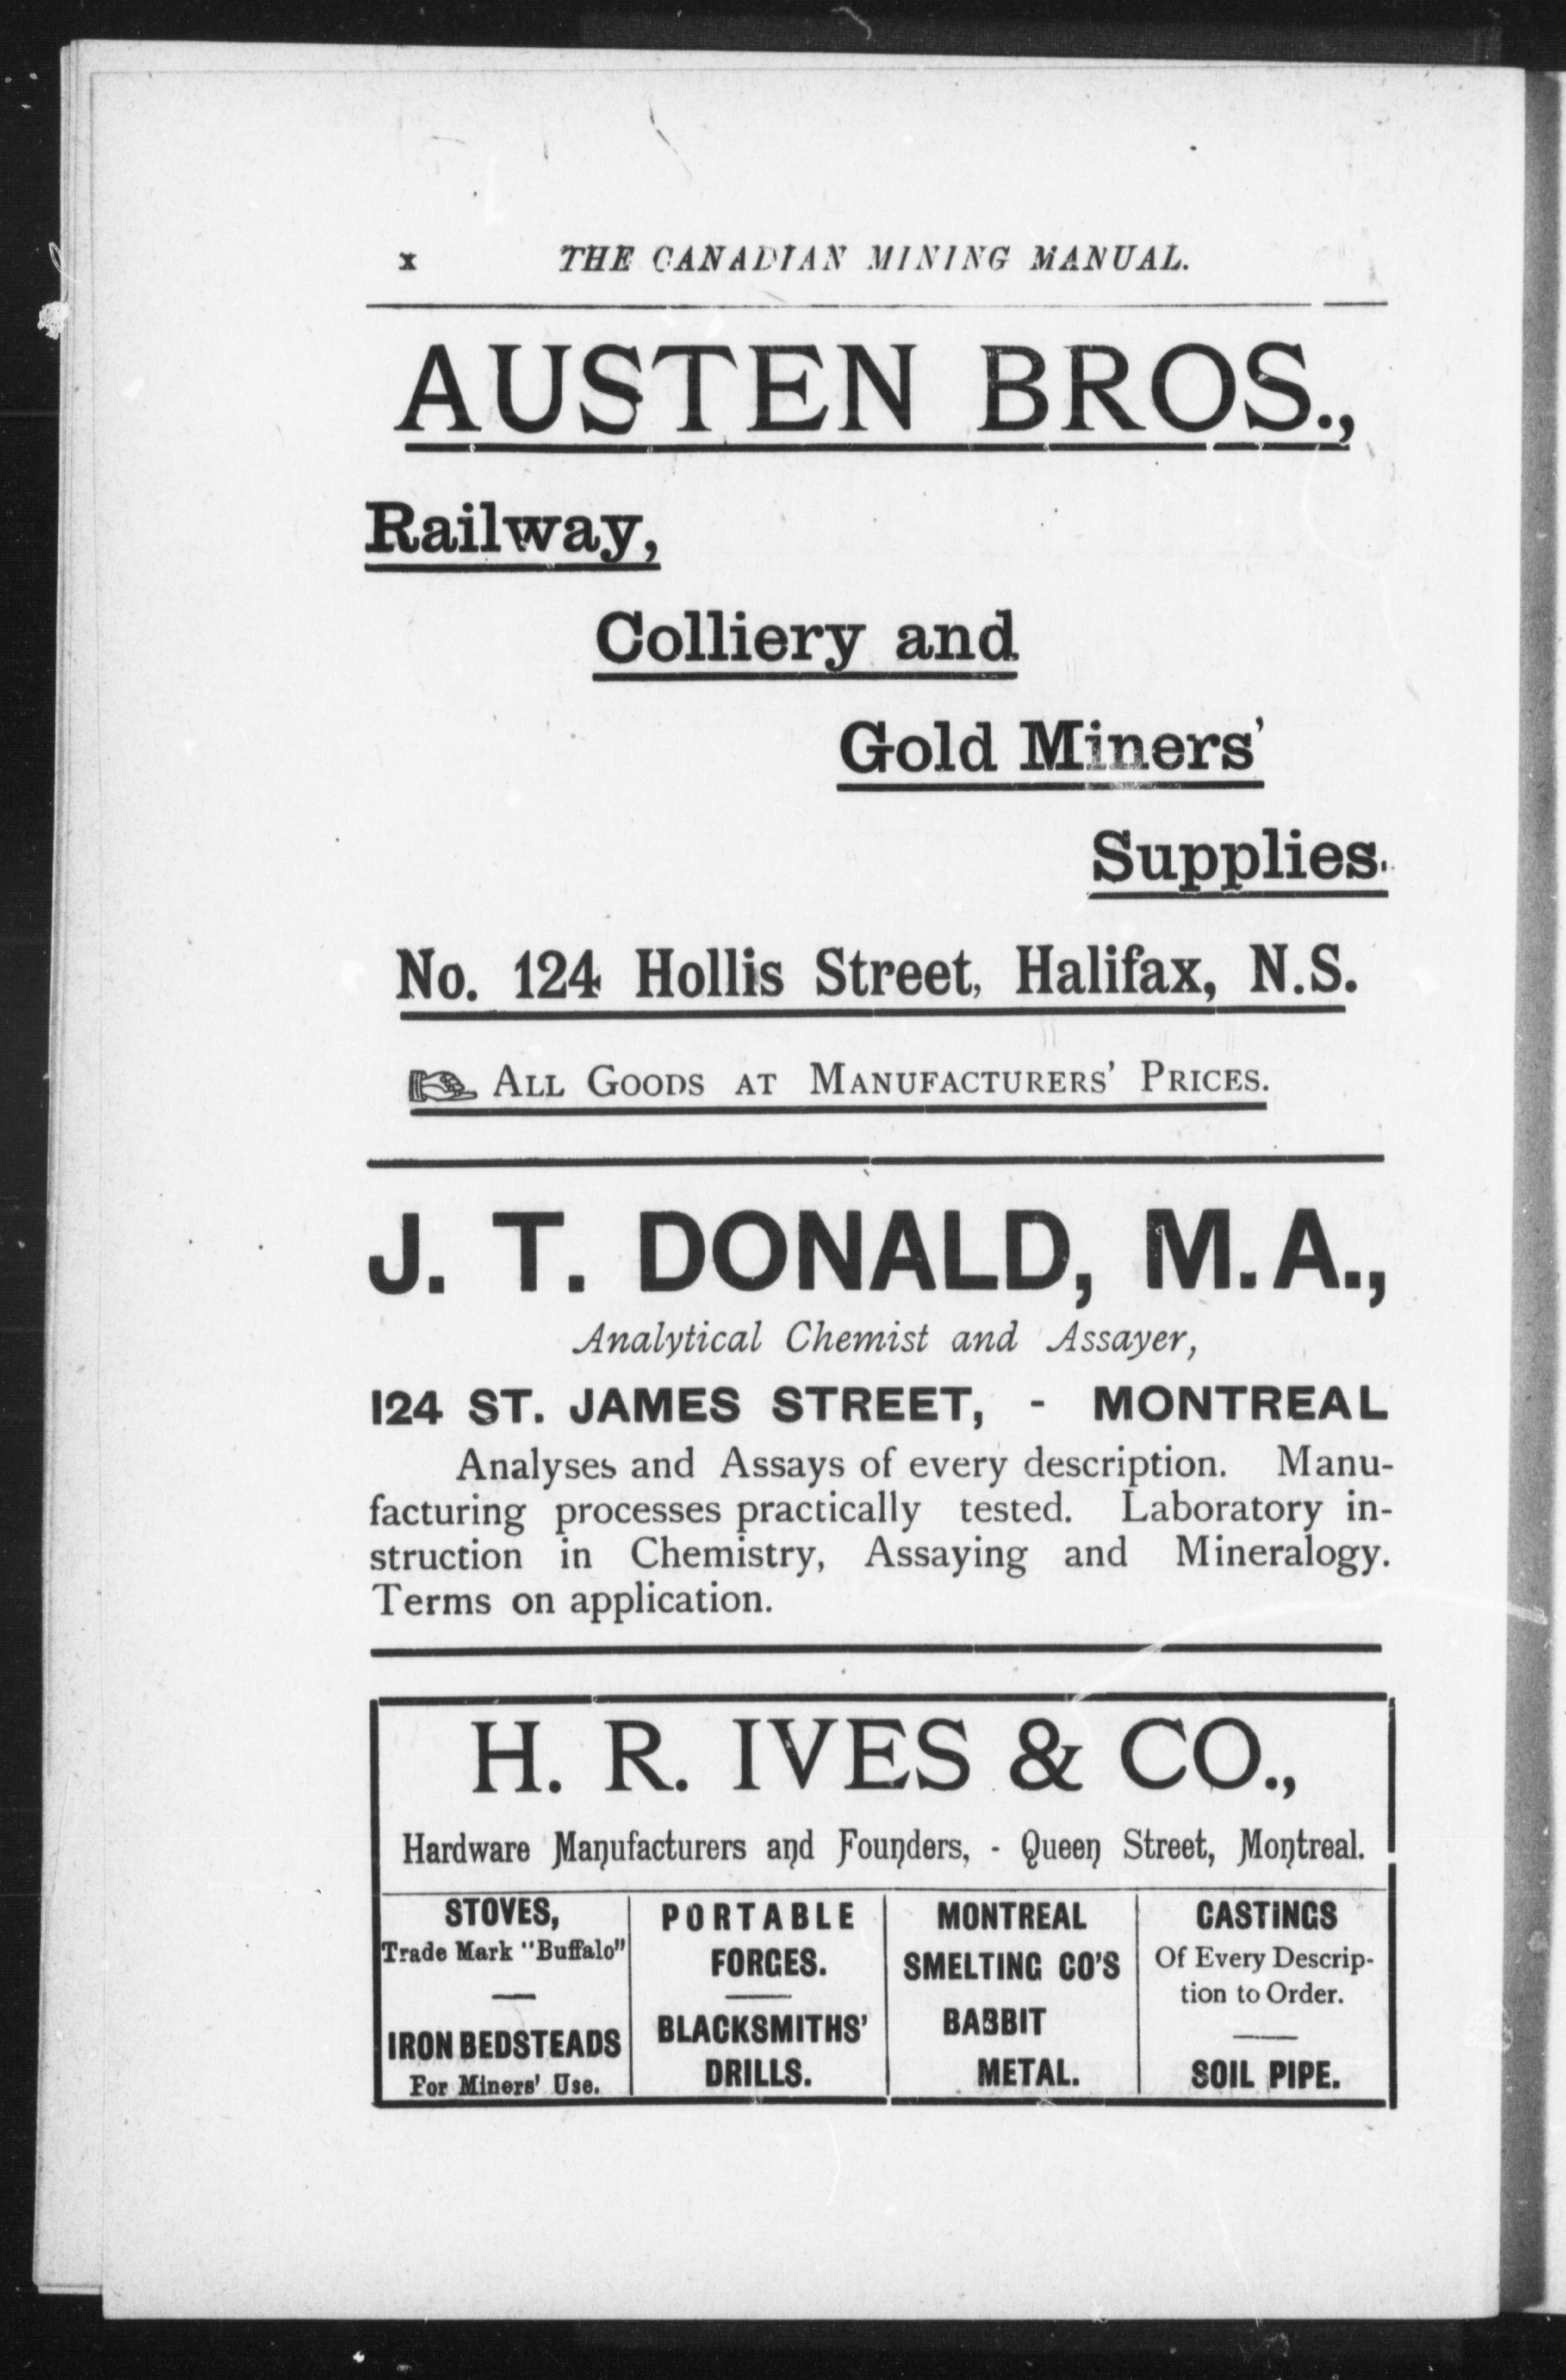 x THE CANADIAN MINING MANUAL.
AUSTEN BROS.,
Railway,
Colliery and
Gold Miners'
Supplies.
No. 124 Hollis Street, Halifax, N.S.
☞ ALL GOODS AT MANUFACTURERS' PRICES.
J. T. DONALD, M.A.,
Analytical Chemist and Assayer,
124 ST. JAMES STREET, - MONTREAL
Analyses and Assays of every description. Manu-
facturing processes practically tested. Laboratory in-
struction in Chemistry, Assaying and Mineralogy.
Terms on application.
H. R. IVES & CO.,
Hardware Manufacturers and Founders, - Queen Street, Montreal.
STOVES,
Trade Mark "Buffalo"
IRON BEDSTEADS
For Miners' Use.
PORTABLE
FORGES.
BLACKSMITHS'
DRILLS.
MONTREAL
SMELTING CO'S
BABBIT
METAL.
CASTINGS
Of Every Descrip-
tion to Order.
SOIL PIPE.